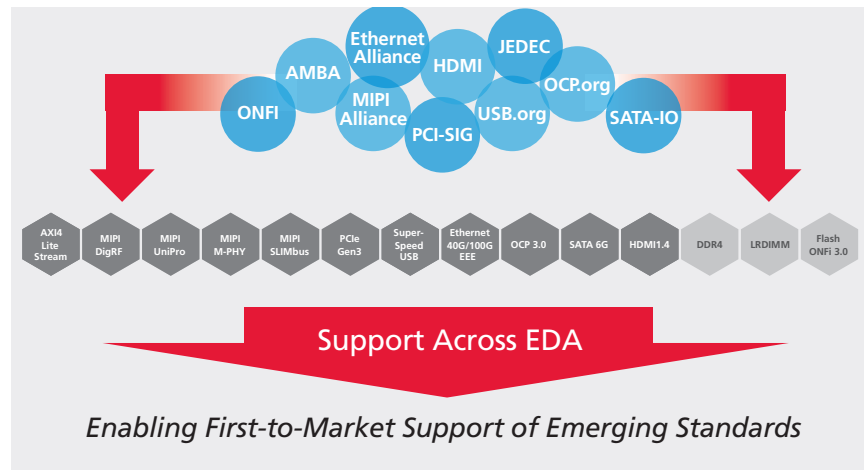 Ethernet
Alliance
JEDEC
AMBA
HDMI
OCP.org
ONFI
MIPI
Alliance
PCI-SIG
USB.org
SATA-IO
AXI4
Lite
Stream
MIPI
DigRF
MIPI
UniPro
MIPI
M-PHY
MIPI
SLIMbus
PCIe
Gen3
Super-
Speed
USB
Ethernet
40G/100G
EEE
OCP 3.0
SATA 6G
HDMI1.4
DDR4
LRDIMM
Flash
ONFi 3.0
Support Across EDA
Enabling First-to-Market Support of Emerging Standards